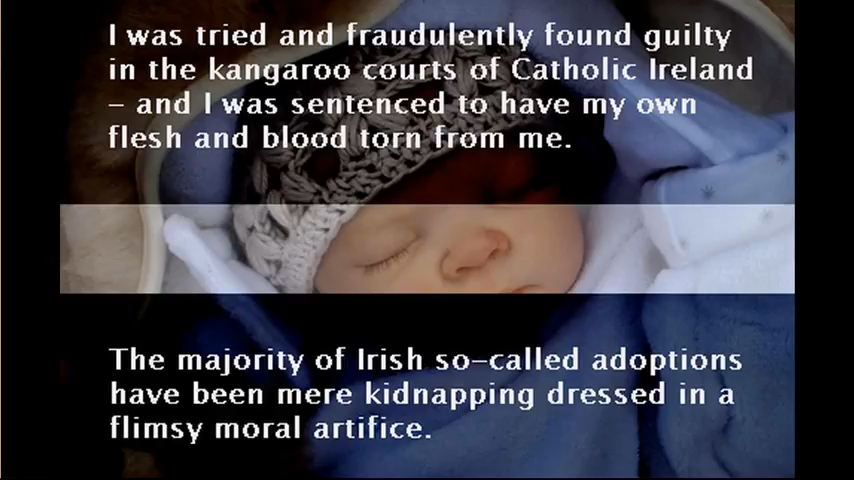 I was tried and fraudulently found guilty
in the kangaroo courts of Catholic Ireland
– and I was sentenced to have my own
flesh and blood torn from me.
The majority of Irish so-called adoptions
have been mere kidnapping dressed in a
flimsy moral artifice.